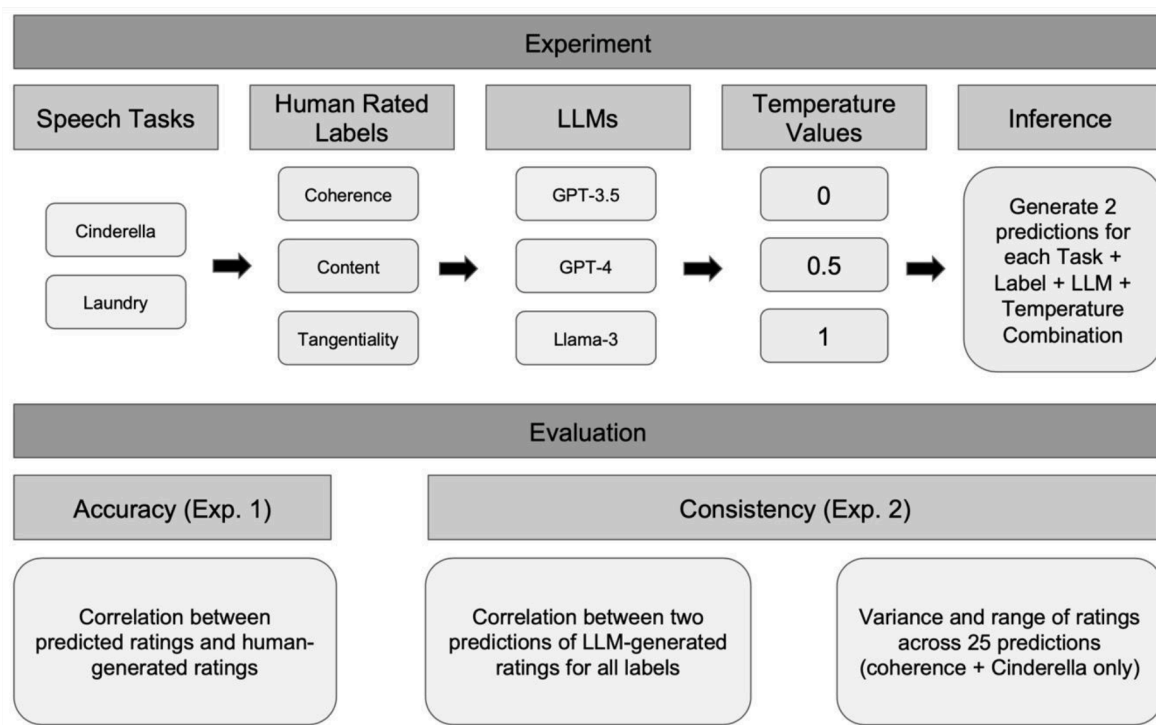 Experiment
Speech Tasks
Human Rated
Labels
LLMs
Temperature
Values
Inference
Cinderella
Laundry
Coherence
Content
Tangentiality
GPT-3.5
GPT-4
Llama-3
0
0.5
1
Generate 2
predictions for
each Task +
Label + LLM +
Temperature
Combination
Evaluation
Accuracy (Exp. 1)
Consistency (Exp. 2)
Correlation between
predicted ratings and human-
generated ratings
Correlation between two
predictions of LLM-generated
ratings for all labels
Variance and range of ratings
across 25 predictions
(coherence + Cinderella only)